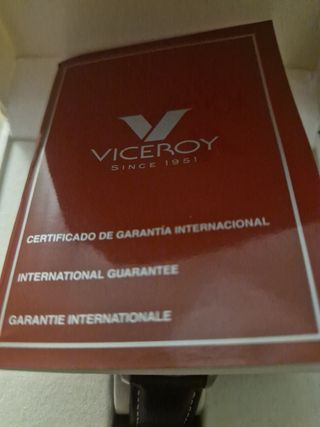 VICEROY
SINCE 1951
CERTIFICADO DE GARANTÍA INTERNACIONAL
INTERNATIONAL GUARANTEE
GARANTIE INTERNATIONALE